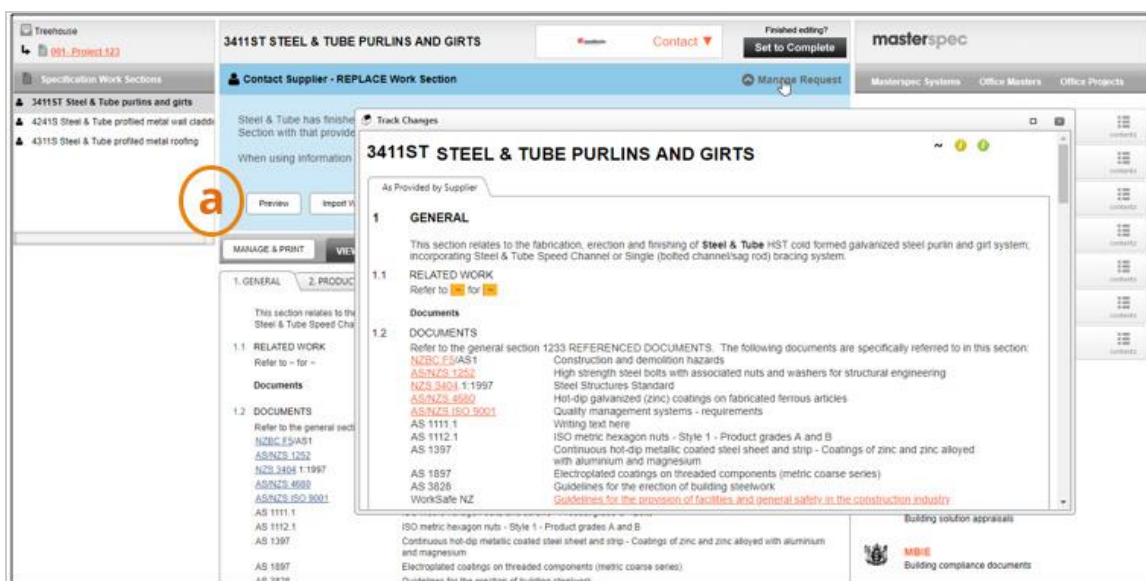 Treehouse
001- Project 123
Specification Work Sections
3411ST Steel & Tube purlins and girts
4241S Steel & Tube profiled metal wall claddi
4311S Steel & Tube profiled metal roofing
3411ST STEEL & TUBE PURLINS AND GIRTS
Contact ▼
Finished editing?
Set to Complete
masterspec
Masterspec Systems Office Masters Office Projects
Contact Supplier - REPLACE Work Section
Manage Request
Steel & Tube has finishe
Section with that provide
When using information
a
Preview
Import W
MANAGE & PRINT
VIE
1. GENERAL
2. PRODUC
This section relates to the
Steel & Tube Speed Cha
1.1 RELATED WORK
Refer to ~ for ~
Documents
1.2 DOCUMENTS
Refer to the general secti
NZBC F5/AS1
AS/NZS 1252
NZS 3404.1:1997
AS/NZS 4680
AS/NZS ISO 9001
AS 1111.1
AS 1112.1 ISO metric hexagon nuts - Style 1 - Product grades A and B
AS 1397 Continuous hot-dip metallic coated steel sheet and strip - Coatings of zinc and zinc alloyed with aluminium
and magnesium
AS 1897 Electroplated coatings on threaded components (metric coarse series)
AS 3828 Guidelines for the erection of building steelwork
Track Changes
3411ST STEEL & TUBE PURLINS AND GIRTS
~
As Provided by Supplier
1 GENERAL
This section relates to the fabrication, erection and finishing of Steel & Tube HST cold formed galvanized steel purlin and girt system;
incorporating Steel & Tube Speed Channel or Single (bolted channel/sag rod) bracing system.
1.1 RELATED WORK
Refer to ~ for ~
Documents
1.2 DOCUMENTS
Refer to the general section 1233 REFERENCED DOCUMENTS. The following documents are specifically referred to in this section:
NZBC F5/AS1 Construction and demolition hazards
AS/NZS 1252 High strength steel bolts with associated nuts and washers for structural engineering
NZS 3404.1:1997 Steel Structures Standard
AS/NZS 4680 Hot-dip galvanized (zinc) coatings on fabricated ferrous articles
AS/NZS ISO 9001 Quality management systems - requirements
AS 1111.1 Writing text here
AS 1112.1 ISO metric hexagon nuts - Style 1 - Product grades A and B
AS 1397 Continuous hot-dip metallic coated steel sheet and strip - Coatings of zinc and zinc alloyed
with aluminium and magnesium
AS 1897 Electroplated coatings on threaded components (metric coarse series)
AS 3828 Guidelines for the erection of building steelwork
WorkSafe NZ Guidelines for the provision of facilities and general safety in the construction industry
contents
contents
contents
contents
contents
contents
contents
Building solution appraisals
MBIE
Building compliance documents